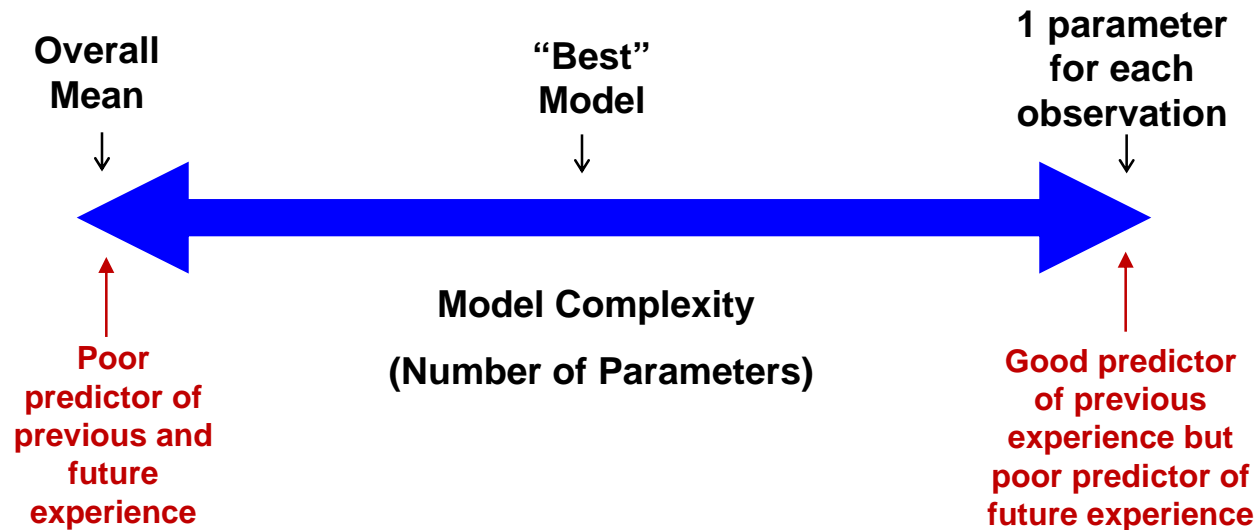 Overall
Mean
“Best”
Model
1 parameter
for each
observation
Model Complexity
(Number of Parameters)
Poor
predictor of
previous and
future
experience
Good predictor
of previous
experience but
poor predictor of
future experience